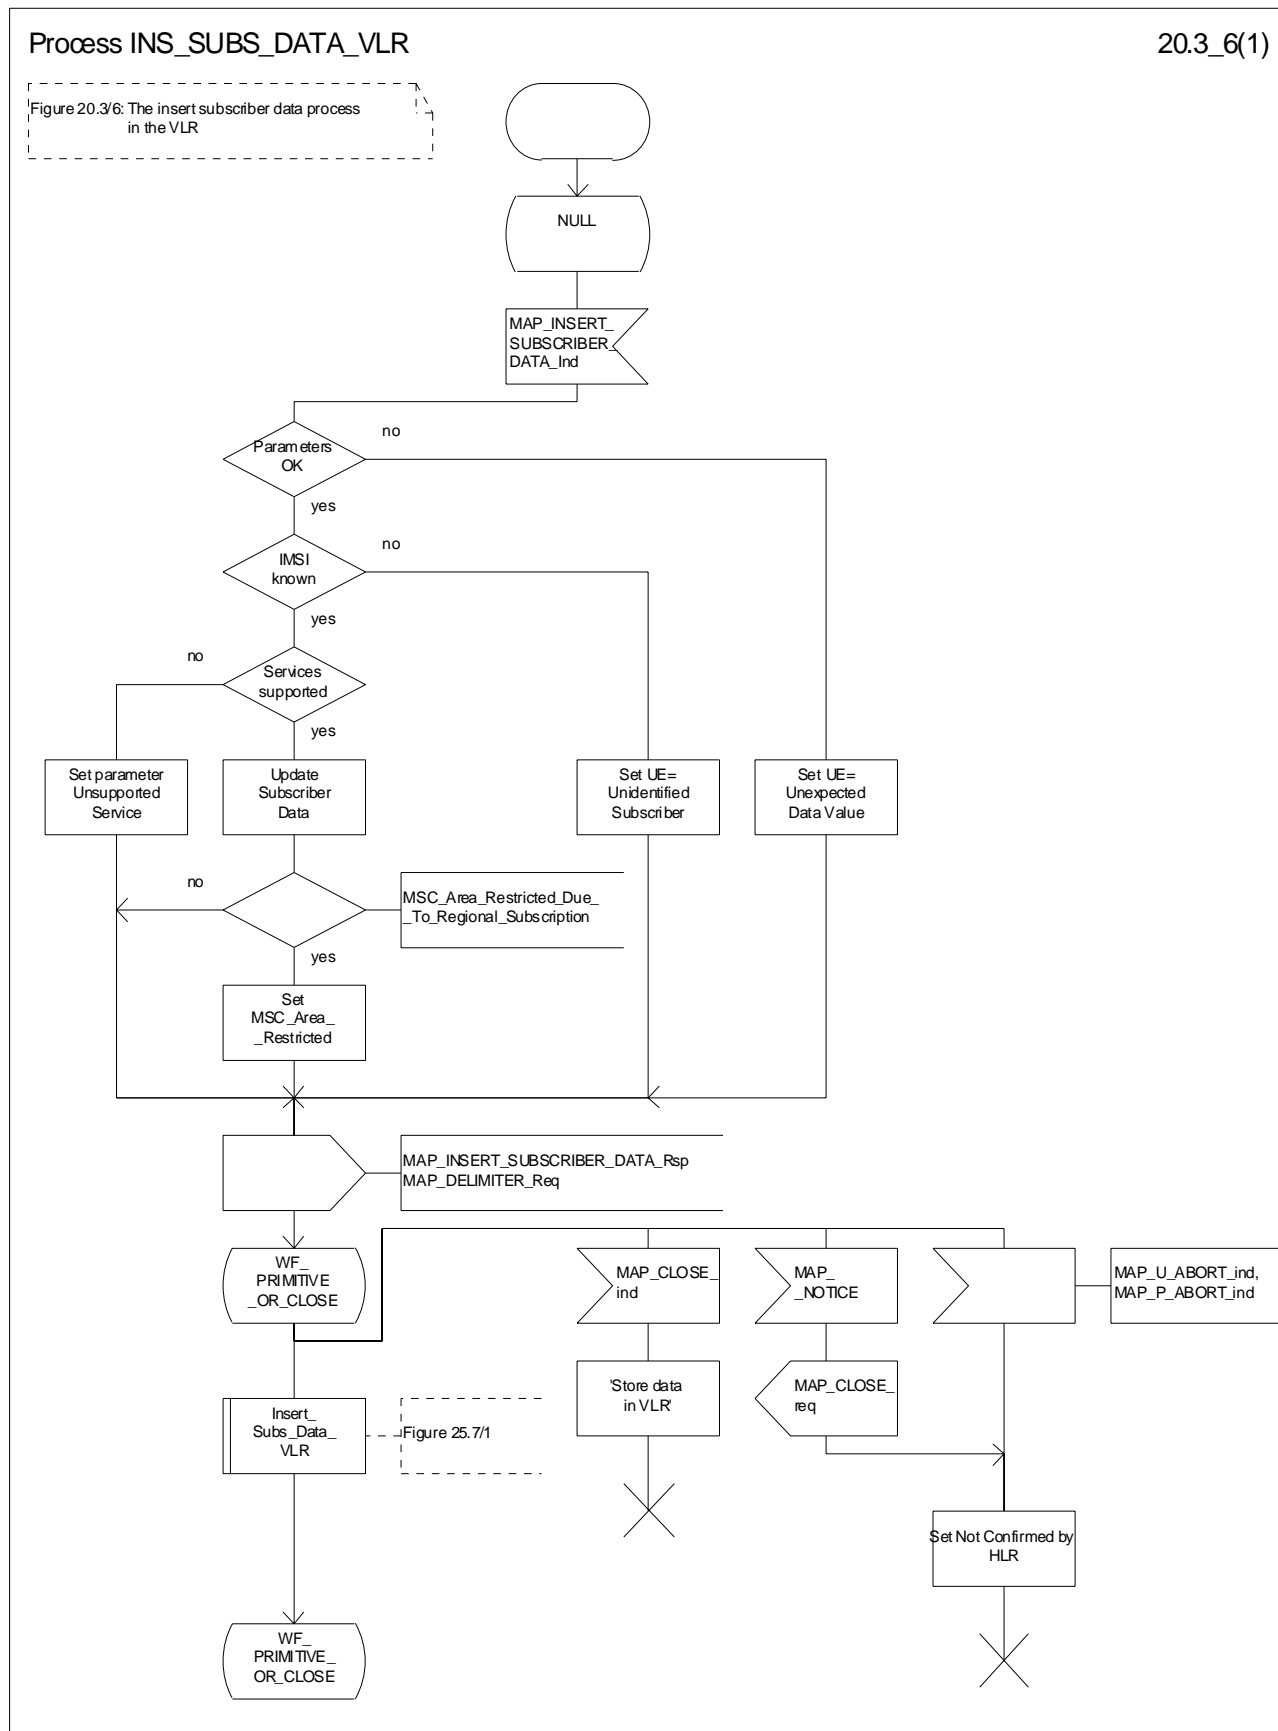 Process INS_SUBS_DATA_VLR
20.3_6(1)
Figure 20.3/6: The insert subscriber data process
in the VLR
NULL
MAP_INSERT_
SUBSCRIBER_
DATA_Ind
Parameters
OK
no
yes
IMSI
known
no
yes
Services
supported
no
yes
Set parameter
Unsupported
Service
Update
Subscriber
Data
Set UE=
Unidentified
Subscriber
Set UE=
Unexpected
Data Value
no
MSC_Area_Restricted_Due_
_To_Regional_Subscription
yes
Set
MSC_Area_
_Restricted
MAP_INSERT_SUBSCRIBER_DATA_Rsp
MAP_DELIMITER_Req
WF_
PRIMITIVE
_OR_CLOSE
MAP_CLOSE_
ind
MAP_
_NOTICE
MAP_U_ABORT_ind,
MAP_P_ABORT_ind
'Store data
in VLR'
MAP_CLOSE_
req
Insert_
Subs_Data_
VLR
Figure 25.7/1
Set Not Confirmed by
HLR
WF_
PRIMITIVE_
OR_CLOSE